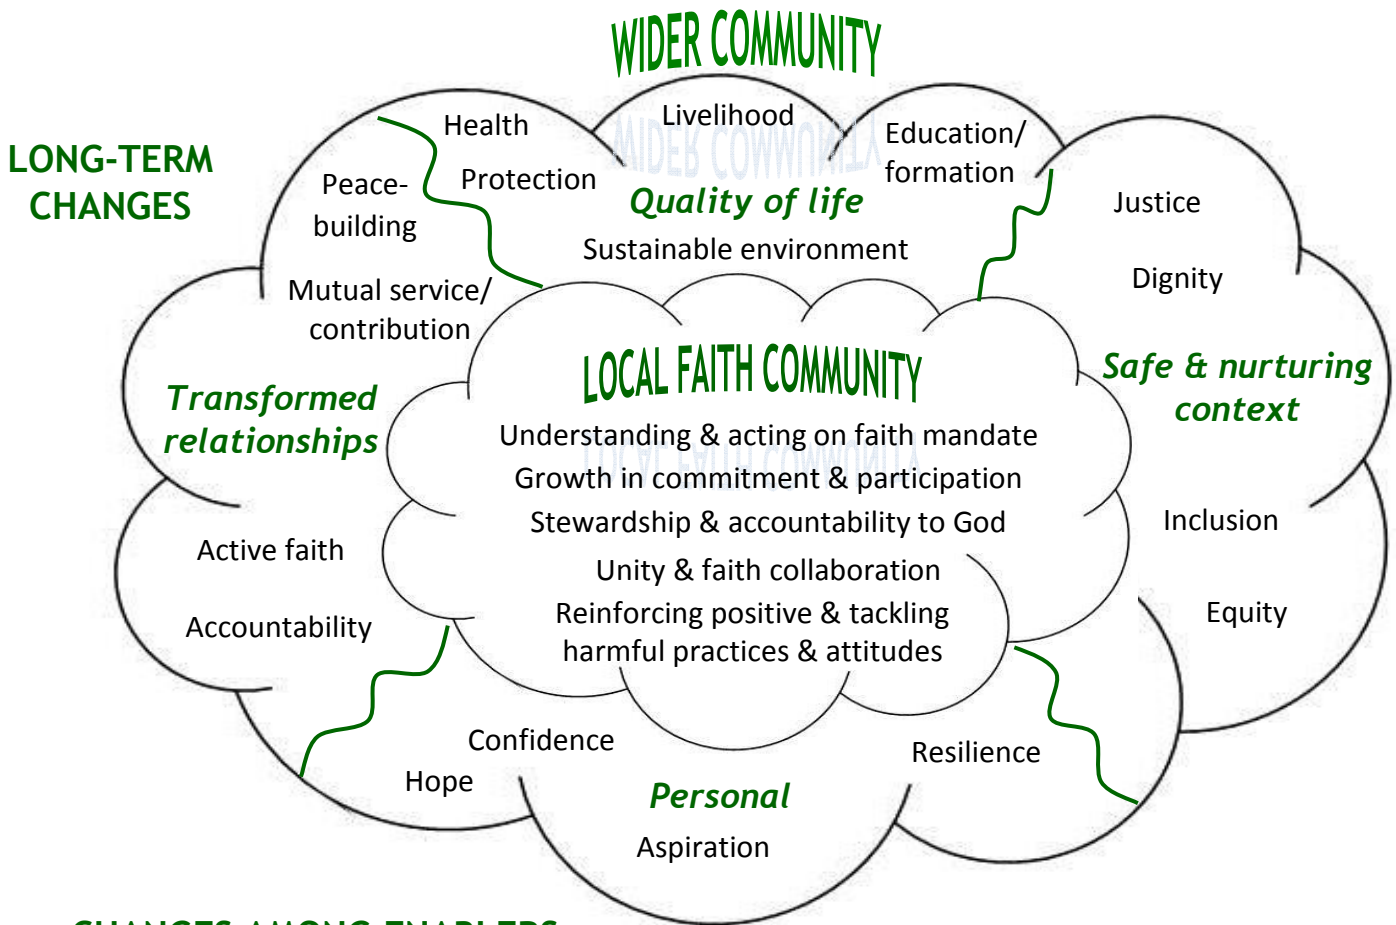 WIDER COMMUNITY
LONG-TERM
CHANGES
Health
Livelihood
Education/
formation
Peace-
building
Protection
Quality of life
Sustainable environment
Justice
Dignity
Mutual service/
contribution
Transformed
relationships
Safe & nurturing
context
LOCAL FAITH COMMUNITY
Understanding & acting on faith mandate
Growth in commitment & participation
Stewardship & accountability to God
Unity & faith collaboration
Reinforcing positive & tackling
harmful practices & attitudes
Active faith
Accountability
Inclusion
Equity
Confidence
Hope
Personal
Aspiration
Resilience
CHANGES AMONG ENABLERS